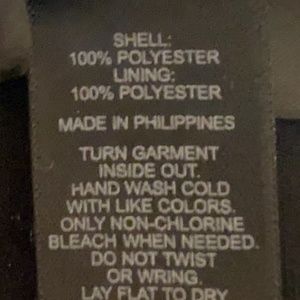 SHELL:
100% POLYESTER
LINING:
100% POLYESTER
MADE IN PHILIPPINES
TURN GARMENT
INSIDE OUT.
HAND WASH COLD
WITH LIKE COLORS.
ONLY NON-CHLORINE
BLEACH WHEN NEEDED.
DO NOT TWIST
OR WRING.
LAY FLAT TO DRY